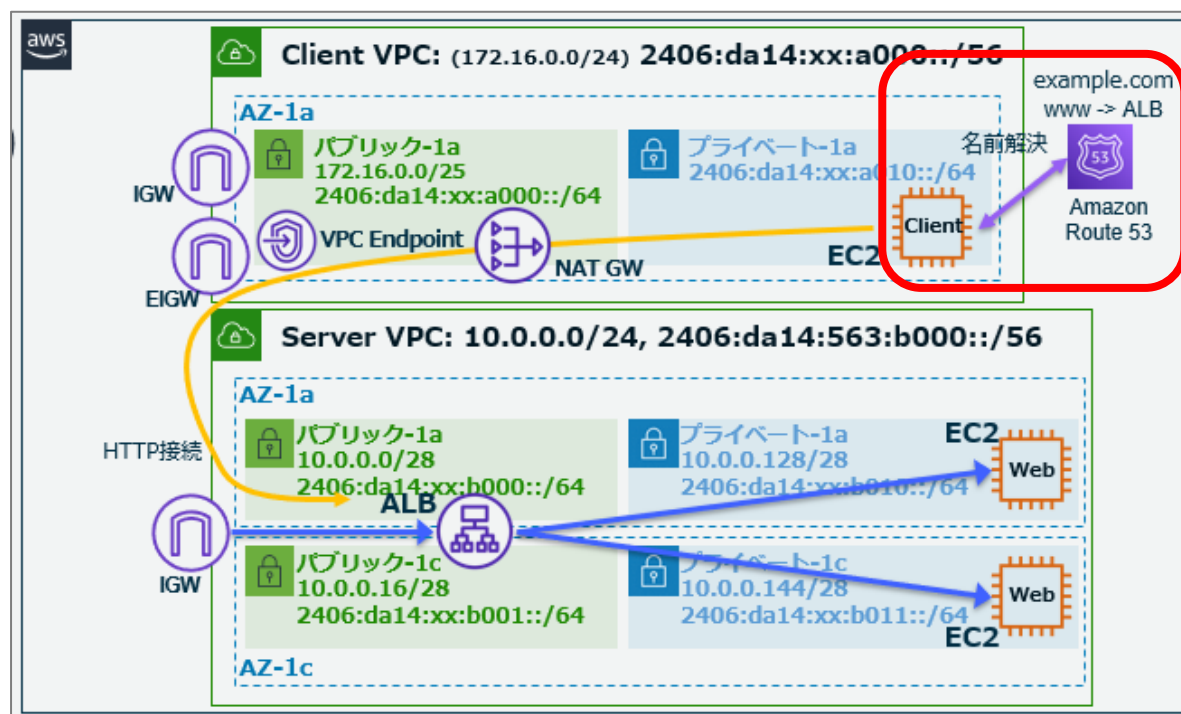 aws
Client VPC: (172.16.0.0/24) 2406:da14:xx:a000::/56
example.com
www -> ALB
名前解決
53
Amazon
Route 53
AZ-1a
パブリック-1a
172.16.0.0/25
2406:da14:xx:a000::/64
プライベート-1a
2406:da14:xx:a010::/64
IGW
VPC Endpoint
NAT GW
Client
EC2
EIGW
Server VPC: 10.0.0.0/24, 2406:da14:563:b000::/56
AZ-1a
パブリック-1a
10.0.0.0/28
2406:da14:xx:b000::/64
プライベート-1a
10.0.0.128/28
2406:da14:xx:b010::/64
EC2
Web
HTTP接続
ALB
IGW
パブリック-1c
10.0.0.16/28
2406:da14:xx:b001::/64
プライベート-1c
10.0.0.144/28
2406:da14:xx:b011::/64
Web
EC2
AZ-1c